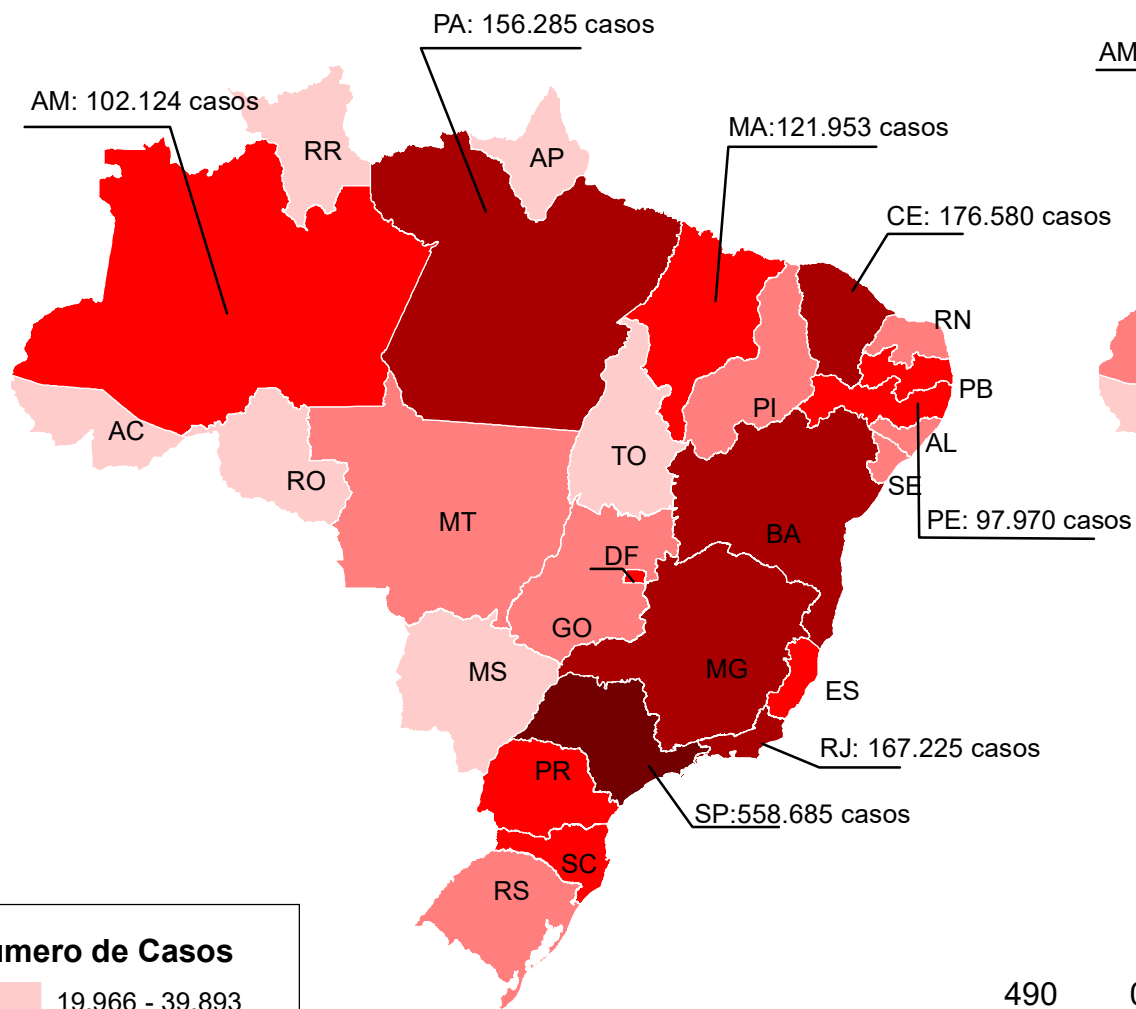 PA: 156.285 casos
AM
AM: 102.124 casos
MA:121.953 casos
RR
AP
CE: 176.580 casos
RN
PB
PI
AC
AL
TO
RO
SE
MT
PE: 97.970 casos
BA
DF
GO
MG
MS
ES
RJ: 167.225 casos
PR
SP:558.685 casos
SC
RS
úmero de Casos
19.966 - 39.893
490